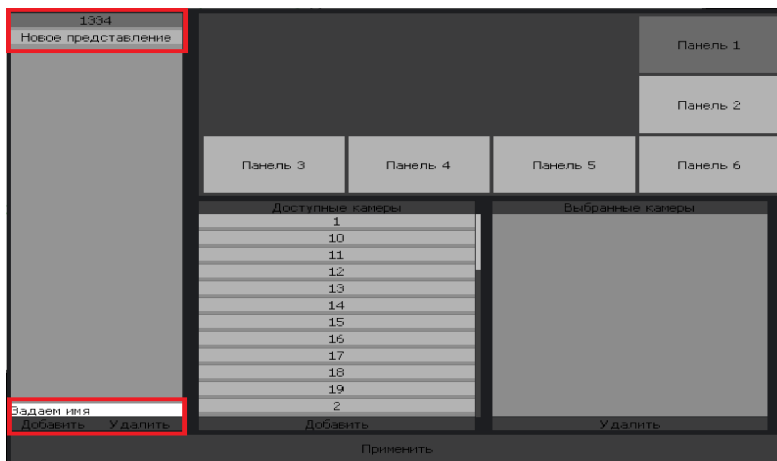 1334
Новое представление
Задаем имя
Добавить Удалить
Панель 1
Панель 2
Панель 3 Панель 4 Панель 5 Панель 6
Доступные камеры
1
10
11
12
13
14
15
16
17
18
19
2
Добавить
Выбранные камеры
Удалить
Применить